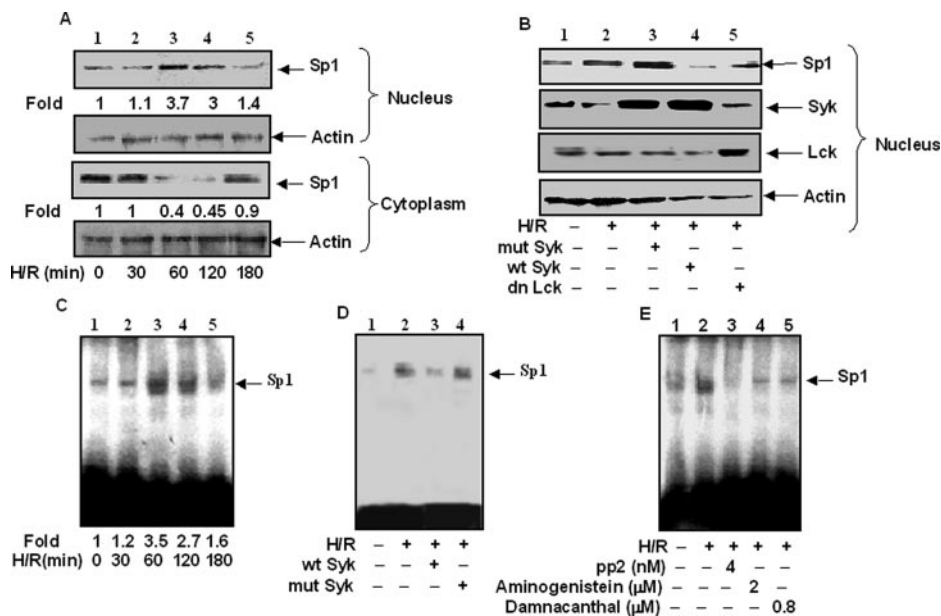 A
1 2 3 4 5
Sp1
Fold 1 1.1 3.7 3 1.4
Actin
Nucleus
Sp1
Fold 1 1 0.4 0.45 0.9
Actin
Cytoplasm
H/R (min) 0 30 60 120 180
B
1 2 3 4 5
Sp1
Syk
Lck
Actin
Nucleus
H/R – + + + +
mut Syk – – + – –
wt Syk – – – + –
dn Lck – – – – +
C
1 2 3 4 5
Sp1
Fold 1 1.2 3.5 2.7 1.6
H/R(min) 0 30 60 120 180
D
1 2 3 4
Sp1
H/R – + + +
wt Syk – – + –
mut Syk – – – +
E
1 2 3 4 5
Sp1
H/R – + + + +
pp2 (nM) – – 4 – –
Aminogenistein (µM) – – – 2 –
Damnacanthal (µM) – – – – 0.8